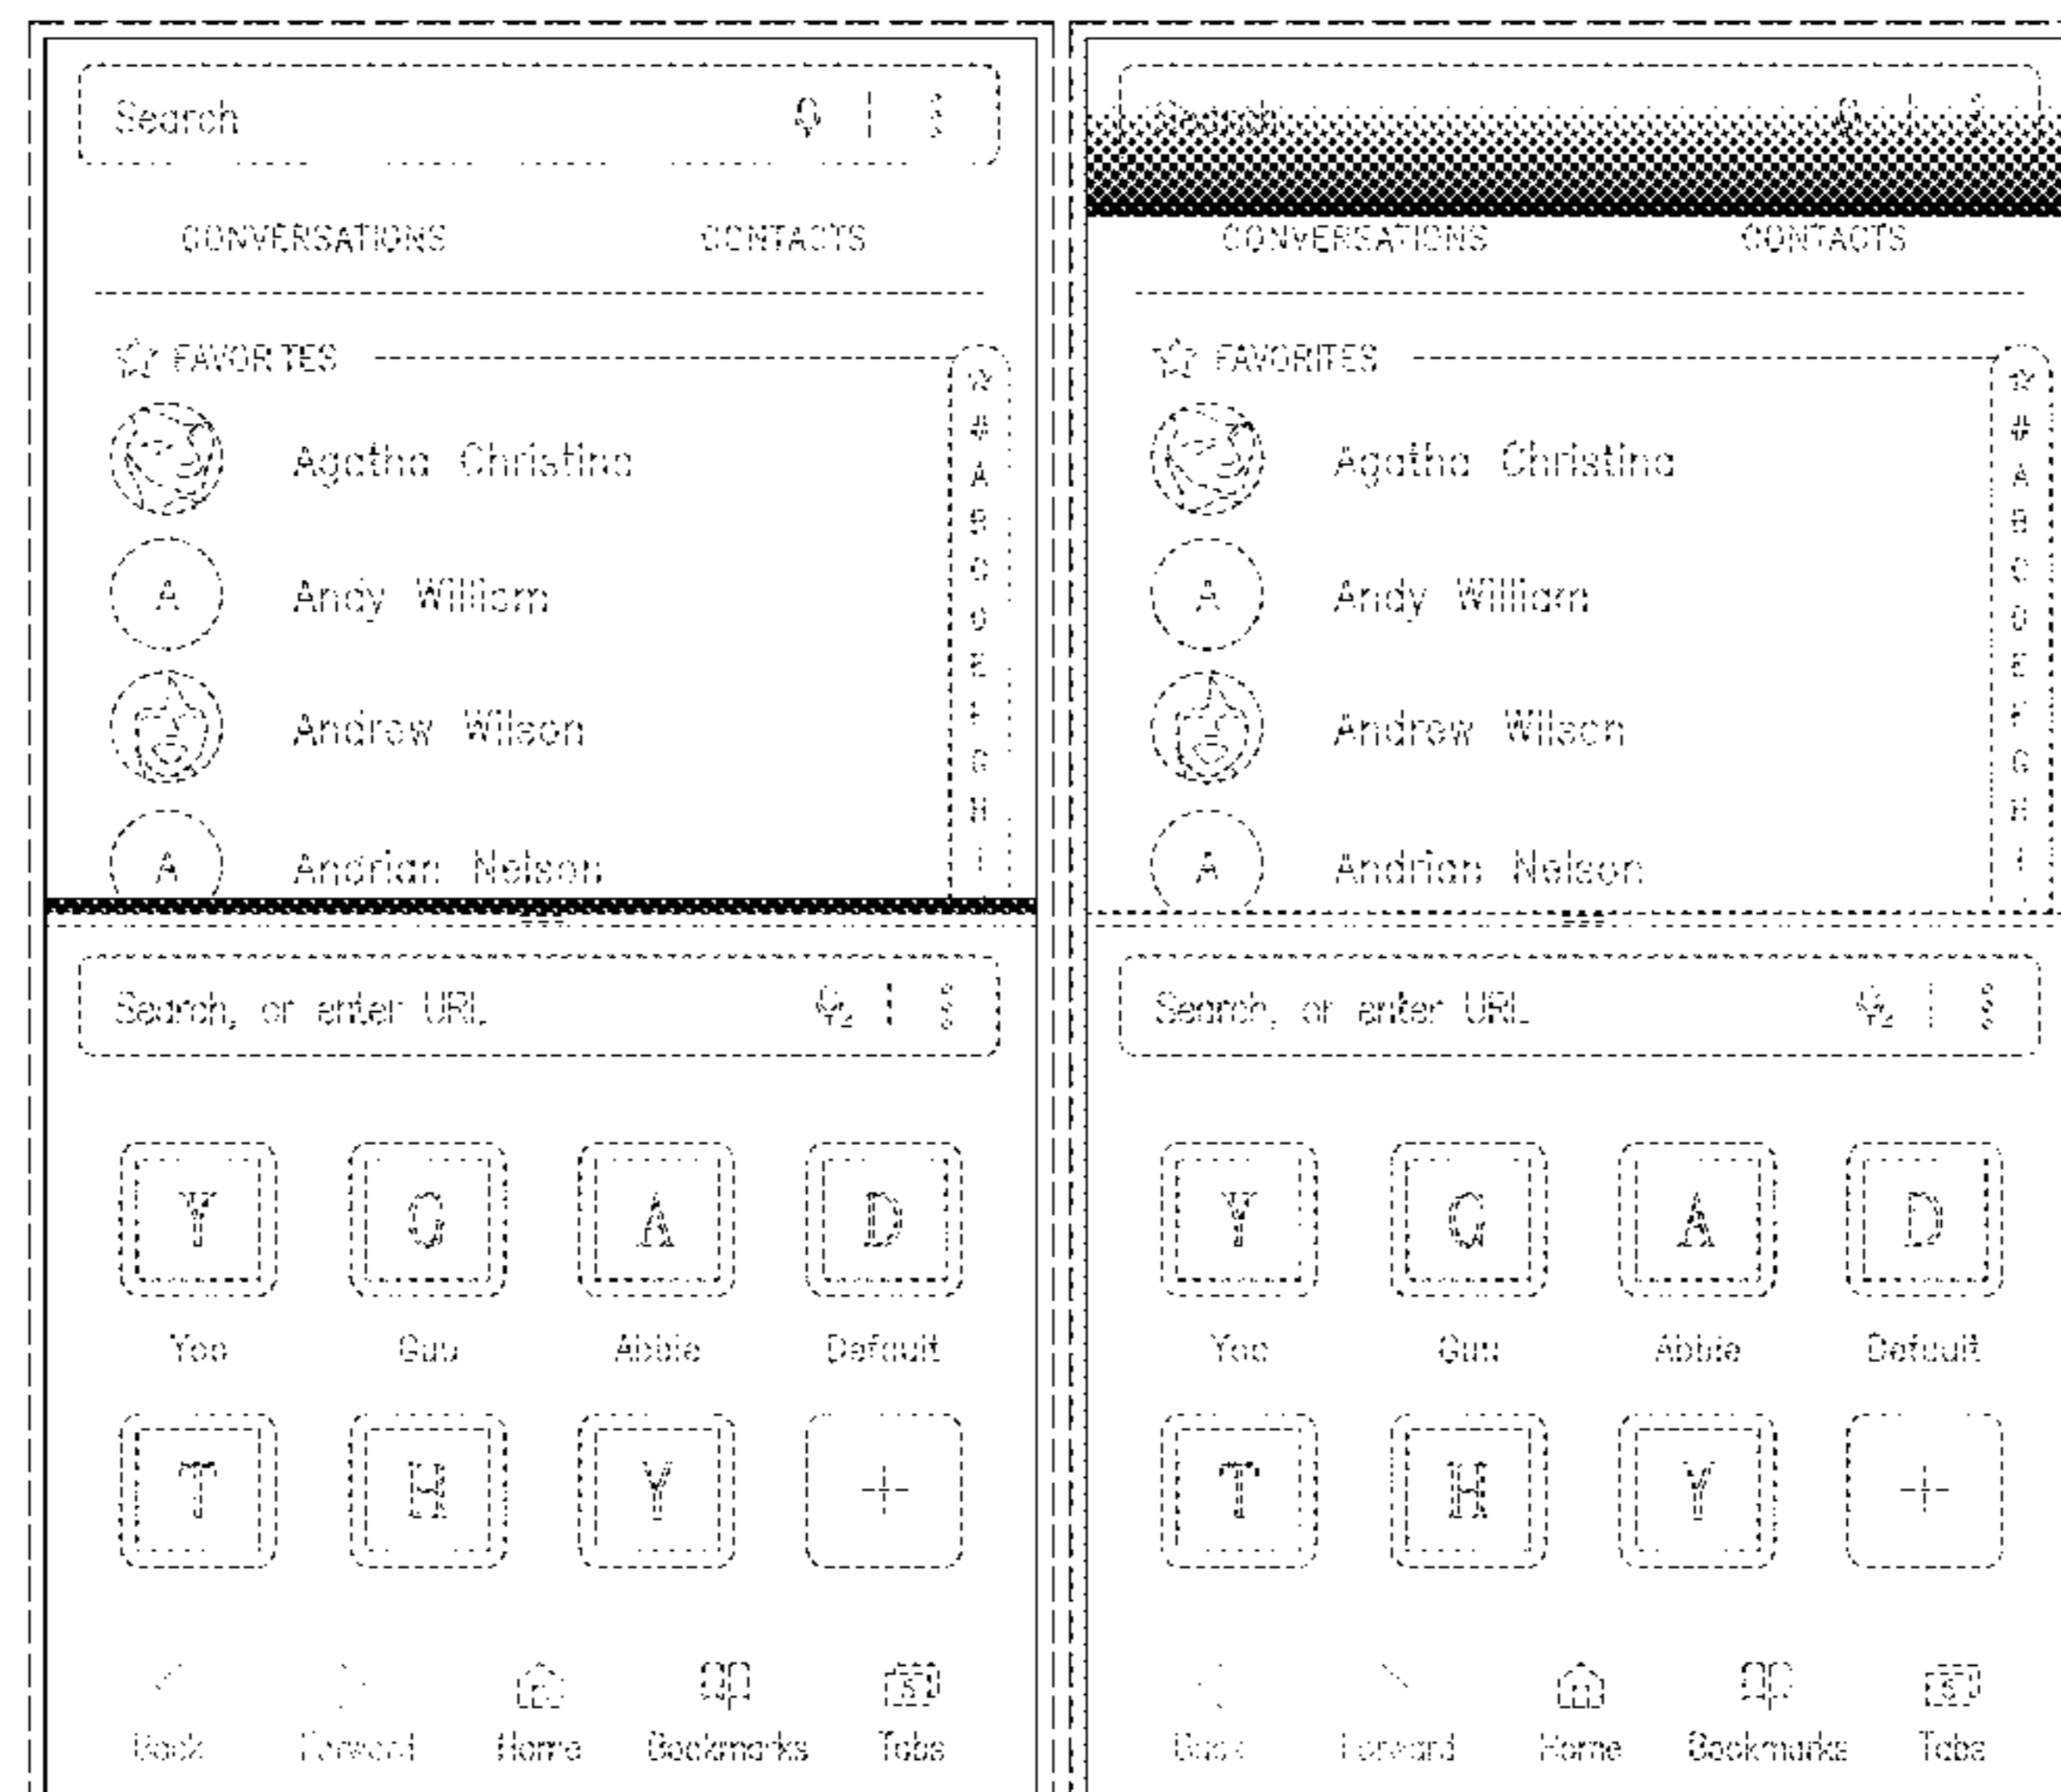 Search
CONVERSATIONS CONTACTS
FAVORITES
#
A
Agatha Christina
B
C
A Andy William
D
E
Andrew Wilson
F
G
H
A Andrian Nelson
I
Search, or enter URL
Y G A D
Yoo Guu Abbie Default
T H Y +
Back Forward Home Bookmarks Tabs
Search
CONVERSATIONS CONTACTS
FAVORITES
#
A
Agatha Christina
B
C
A Andy William
D
E
Andrew Wilson
F
G
H
A Andrian Nelson
I
Search, or enter URL
Y G A D
Yoo Guu Abbie Default
T H Y +
Back Forward Home Bookmarks Tabs